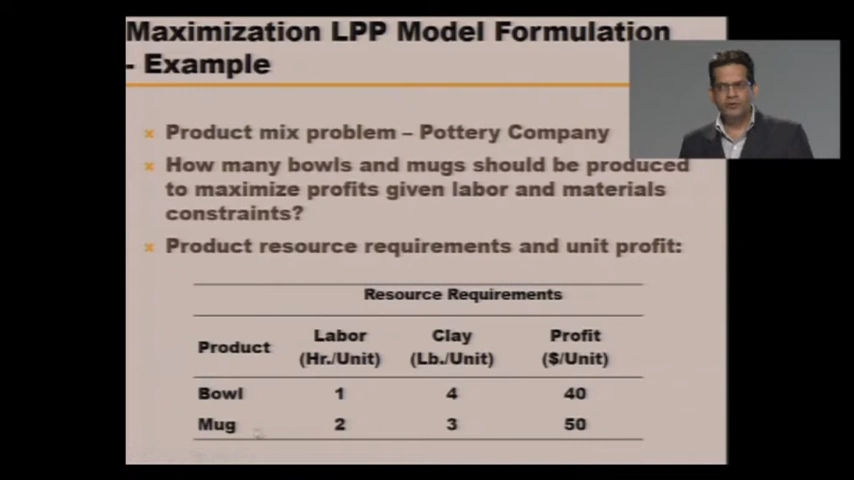 Maximization LPP Model Formulation
- Example
Product mix problem – Pottery Company
How many bowls and mugs should be produced
to maximize profits given labor and materials
constraints?
Product resource requirements and unit profit:
Resource Requirements
Product Labor (Hr./Unit) Clay (Lb./Unit) Profit ($/Unit)
Bowl 1 4 40
Mug 2 3 50